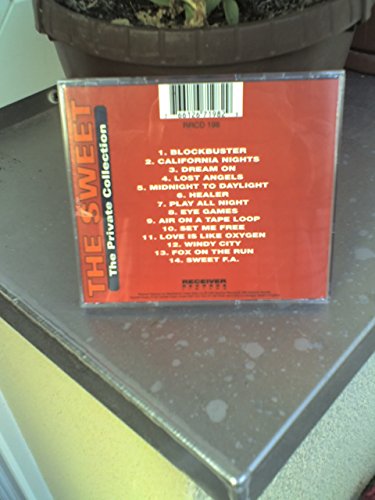 THE SWEET
The Private Collection
RRCD 198
1. BLOCKBUSTER
2. CALIFORNIA NIGHTS
3. DREAM ON
4. LOST ANGELS
5. MIDNIGHT TO DAYLIGHT
6. HEALER
7. PLAY ALL NIGHT
8. EYE GAMES
9. AIR ON A TAPE LOOP
10. SET ME FREE
11. LOVE IS LIKE OXYGEN
12. WINDY CITY
13. FOX ON THE RUN
14. SWEET F.A.
RECEIVER
RECORDS